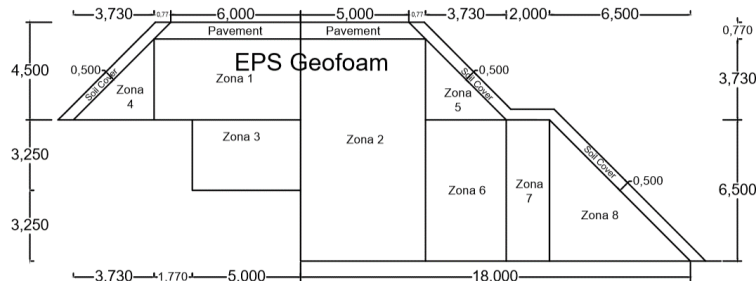 3,730 0,77 6,000 5,000 0,77 3,730 2,000 6,500
Pavement Pavement
0,770
EPS Geofoam
4,500
0,500
Soil Cover
Zona 4
Zona 1
0,500
Soil Cover
Zona 5
3,730
3,250
Zona 3
Zona 2
Soil Cover
0,500
Zona 6
Zona 7
6,500
3,250
Zona 8
3,730 1,770 5,000 18,000